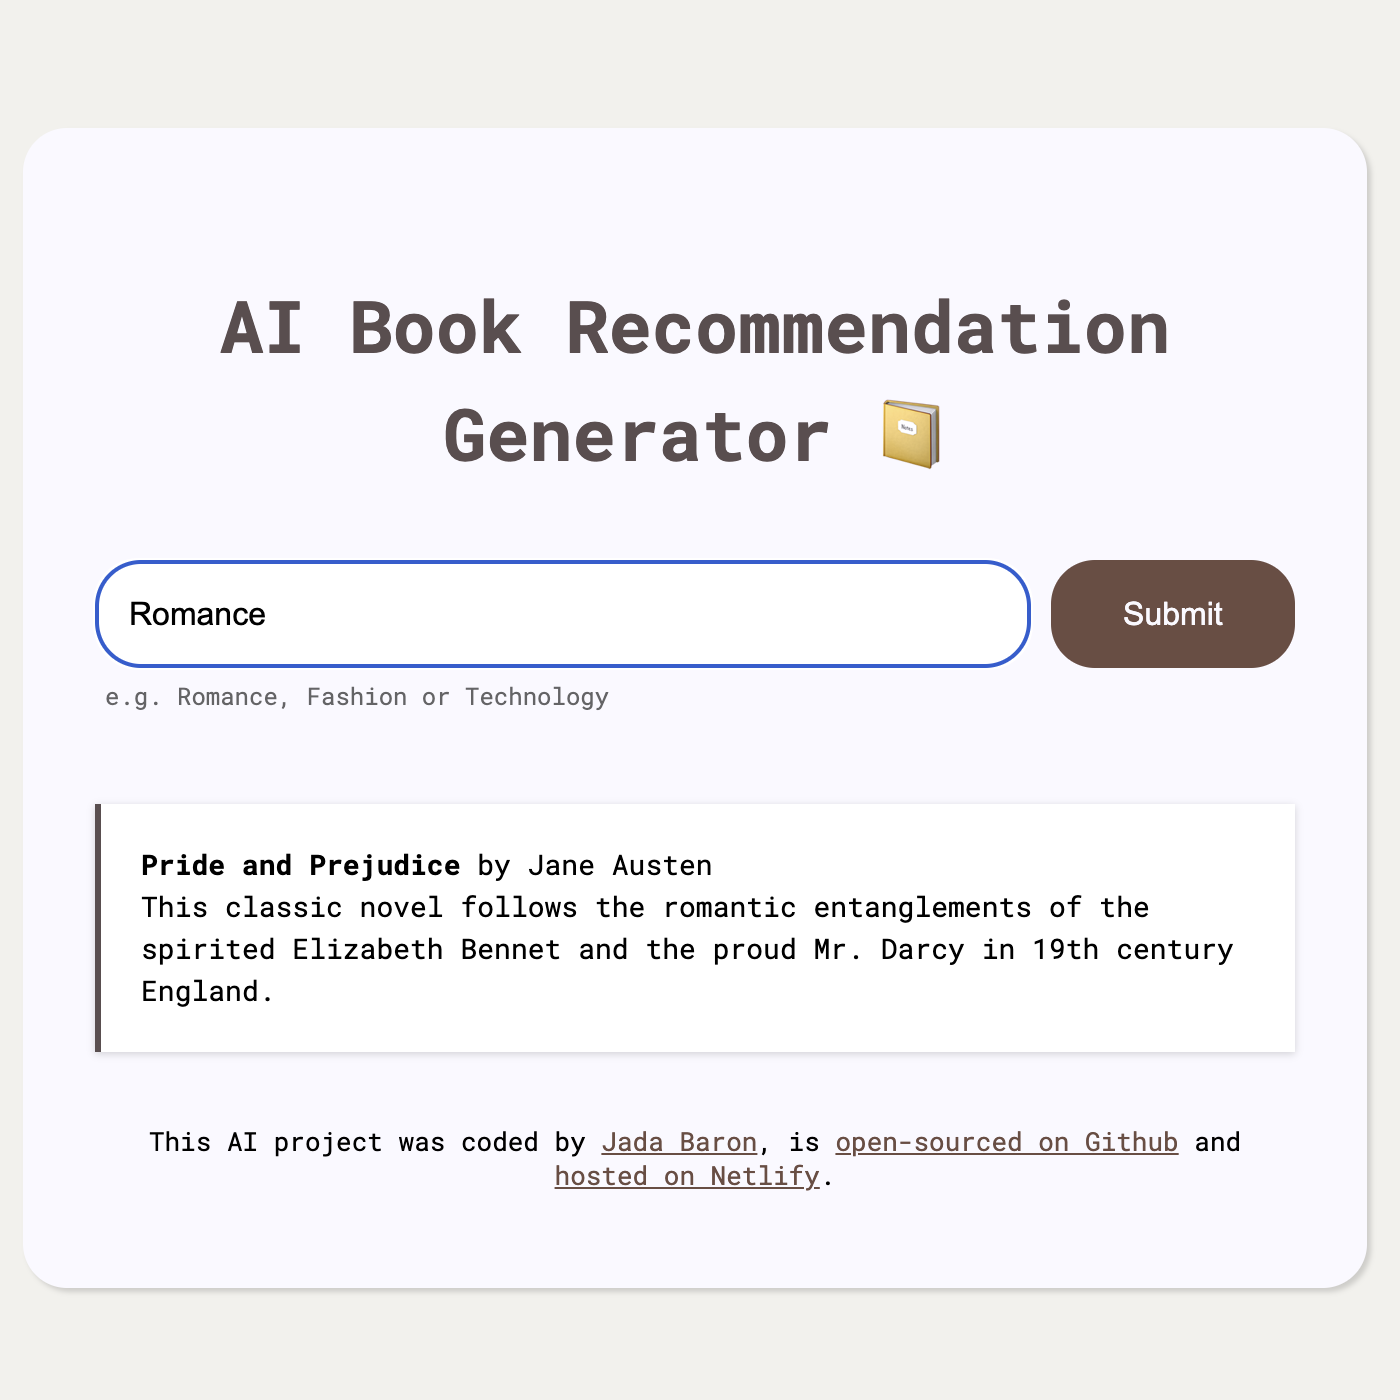 AI Book Recommendation
Generator
Romance
Submit
e.g. Romance, Fashion or Technology
Pride and Prejudice by Jane Austen
This classic novel follows the romantic entanglements of the
spirited Elizabeth Bennet and the proud Mr. Darcy in 19th century
England.
This AI project was coded by Jada Baron, is open-sourced on Github and
hosted on Netlify.